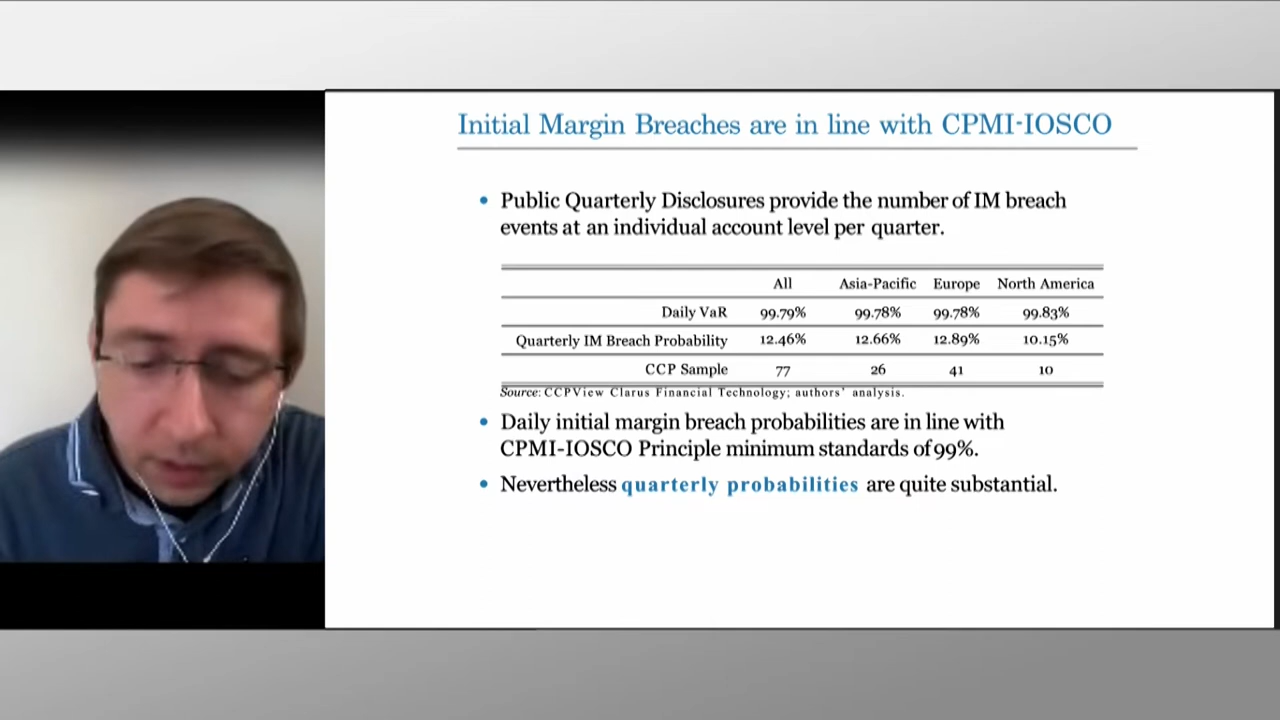 Initial Margin Breaches are in line with CPMI-IOSCO
• Public Quarterly Disclosures provide the number of IM breach
events at an individual account level per quarter.
All Asia-Pacific Europe North America
Daily VaR 99.79% 99.78% 99.78% 99.83%
Quarterly IM Breach Probability 12.46% 12.66% 12.89% 10.15%
CCP Sample 77 26 41 10
Source: CCPView Clarus Financial Technology; authors' analysis.
• Daily initial margin breach probabilities are in line with
CPMI-IOSCO Principle minimum standards of 99%.
• Nevertheless quarterly probabilities are quite substantial.